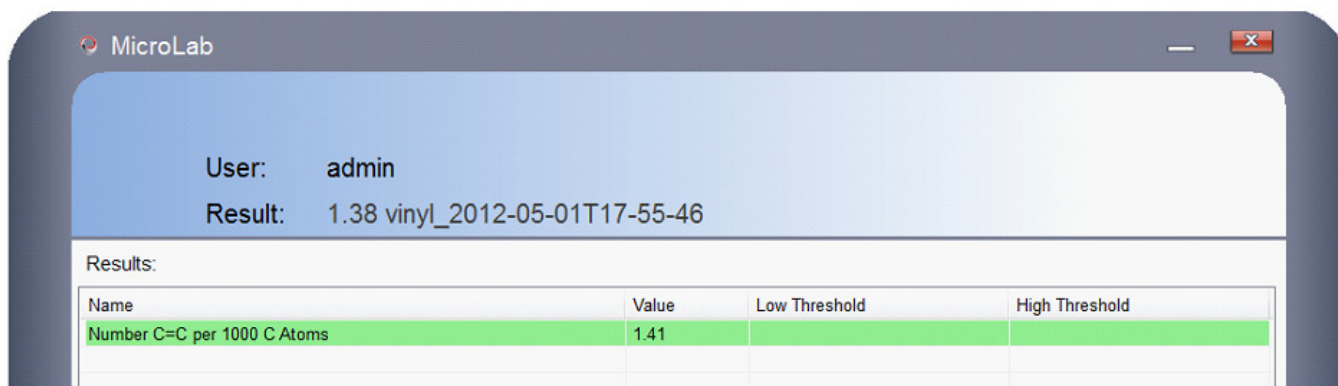 MicroLab
User: admin
Result: 1.38 vinyl_2012-05-01T17-55-46
Results:
Name Value Low Threshold High Threshold
Number C=C per 1000 C Atoms 1.41